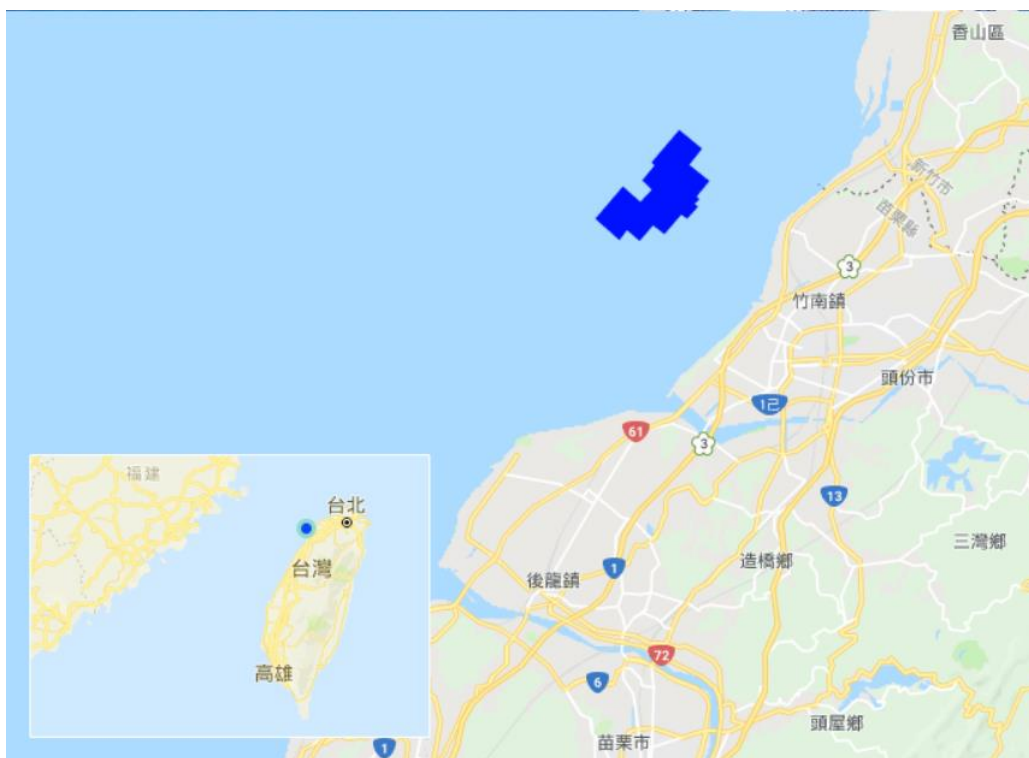 香山區
新竹市
苗栗縣
3
竹南鎮
頭份市
1己
61
3
13
三灣鄉
造橋鄉
1
後龍鎮
72
6
頭屋鄉
苗栗市
1
福建
台北
台灣
高雄